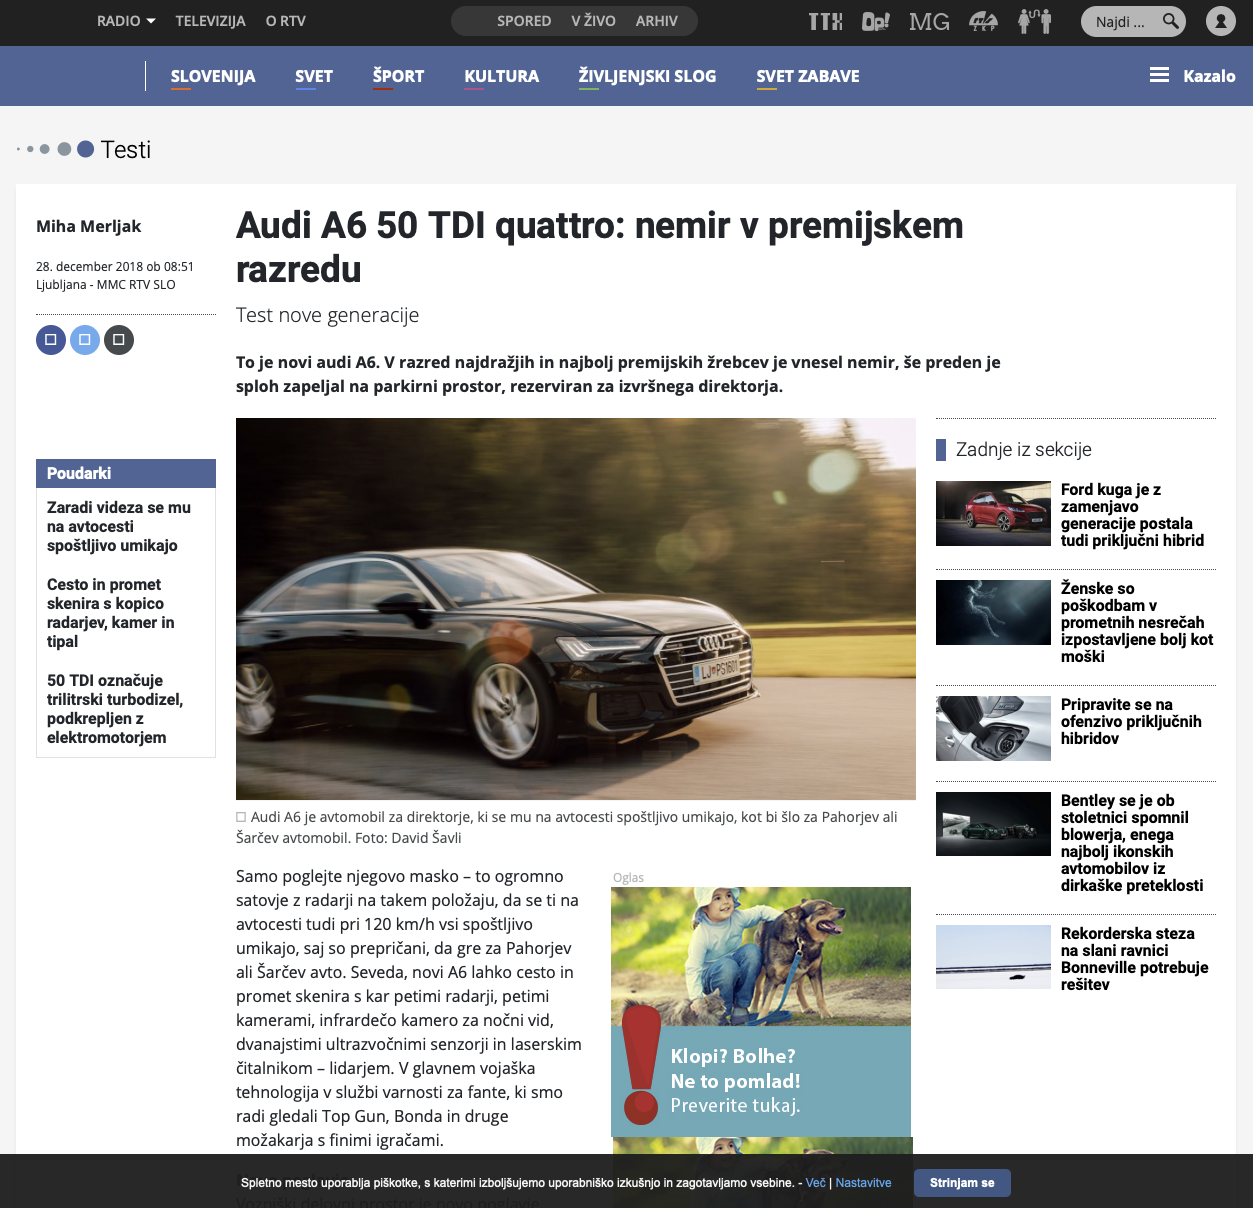 RADIO
TELEVIZIJA
O RTV
SPORED
V ŽIVO
ARHIV
TTX
Op!
MG
Najdi ...
SLOVENIJA
SVET
ŠPORT
KULTURA
ŽIVLJENJSKI SLOG
SVET ZABAVE
Kazalo
Testi
Miha Merljak
28. december 2018 ob 08:51
Ljubljana - MMC RTV SLO
Audi A6 50 TDI quattro: nemir v premijskem
razredu
Test nove generacije
To je novi audi A6. V razred najdražjih in najbolj premijskih žrebcev je vnesel nemir, še preden je
sploh zapeljal na parkirni prostor, rezerviran za izvršnega direktorja.
Poudarki
Zaradi videza se mu
na avtocesti
spoštljivo umikajo
Cesto in promet
skenira s kopico
radarjev, kamer in
tipal
50 TDI označuje
trilitrski turbodizel,
podkrepljen z
elektromotorjem
LJ PS1601
Audi A6 je avtomobil za direktorje, ki se mu na avtocesti spoštljivo umikajo, kot bi šlo za Pahorjev ali
Šarčev avtomobil. Foto: David Šavli
Samo poglejte njegovo masko – to ogromno
satovje z radarji na takem položaju, da se ti na
avtocesti tudi pri 120 km/h vsi spoštljivo
umikajo, saj so prepričani, da gre za Pahorjev
ali Šarčev avto. Seveda, novi A6 lahko cesto in
promet skenira s kar petimi radarji, petimi
kamerami, infrardečo kamero za nočni vid,
dvanajstimi ultrazvočnimi senzorji in laserskim
čitalnikom – lidarjem. V glavnem vojaška
tehnologija v službi varnosti za fante, ki smo
radi gledali Top Gun, Bonda in druge
možakarja s finimi igračami.
Oglas
Klopi? Bolhe?
Ne to pomlad!
Preverite tukaj.
Zadnje iz sekcije
Ford kuga je z
zamenjavo
generacije postala
tudi priključni hibrid
Ženske so
poškodbam v
prometnih nesrečah
izpostavljene bolj kot
moški
Pripravite se na
ofenzivo priključnih
hibridov
Bentley se je ob
stoletnici spomnil
blowerja, enega
najbolj ikonskih
avtomobilov iz
dirkaške preteklosti
Rekorderska steza
na slani ravnici
Bonneville potrebuje
rešitev
Spletno mesto uporablja piškotke, s katerimi izboljšujemo uporabniško izkušnjo in zagotavljamo vsebine. - Več | Nastavitve
Strinjam se